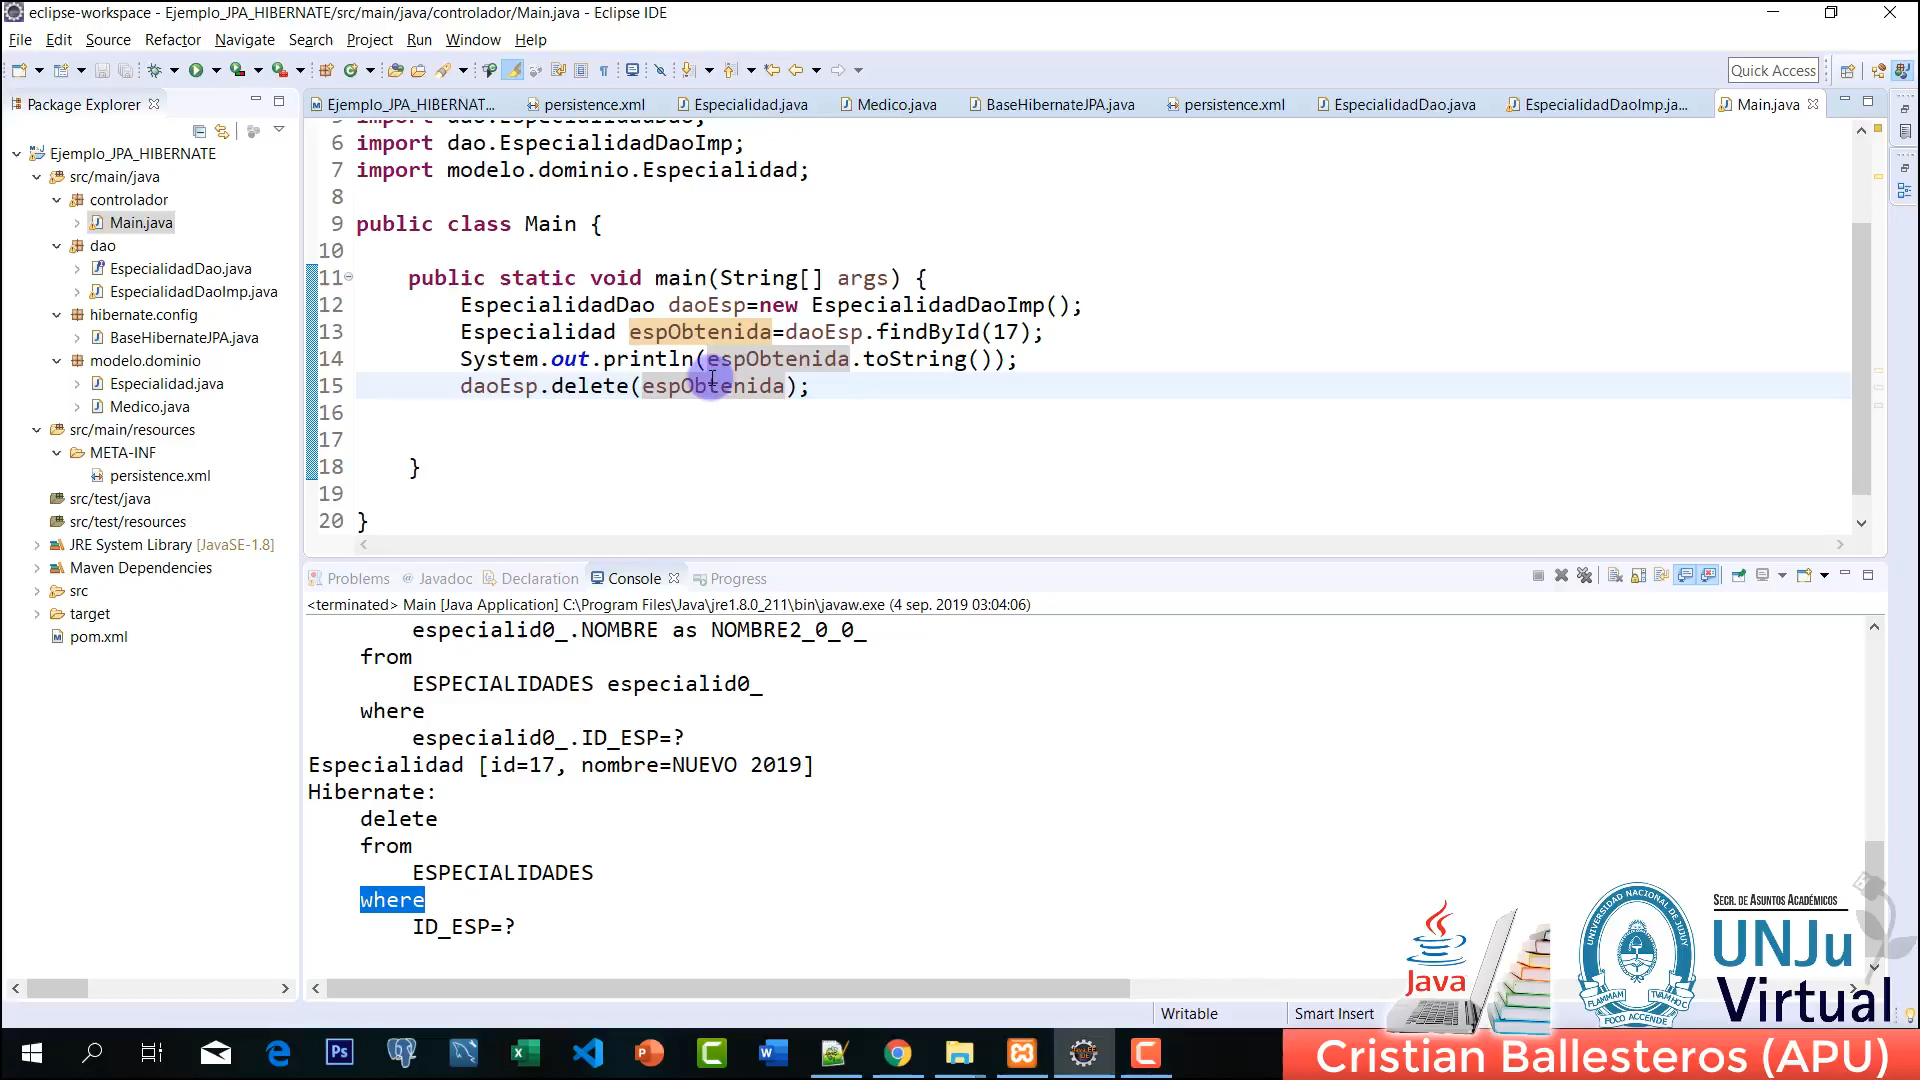 eclipse-workspace - Ejemplo_JPA_HIBERNATE/src/main/java/controlador/Main.java - Eclipse IDE
File Edit Source Refactor Navigate Search Project Run Window Help
Quick Access
Package Explorer
Ejemplo_JPA_HIBERNAT...
persistence.xml
Especialidad.java
Medico.java
BaseHibernateJPA.java
persistence.xml
EspecialidadDao.java
EspecialidadDaoImp.ja...
Main.java
Ejemplo_JPA_HIBERNATE
src/main/java
controlador
Main.java
dao
EspecialidadDao.java
EspecialidadDaoImp.java
hibernate.config
BaseHibernateJPA.java
modelo.dominio
Especialidad.java
Medico.java
src/main/resources
META-INF
persistence.xml
src/test/java
src/test/resources
JRE System Library [JavaSE-1.8]
Maven Dependencies
src
target
pom.xml
5 import dao.EspecialidadDao;
6 import dao.EspecialidadDaoImp;
7 import modelo.dominio.Especialidad;
8
9 public class Main {
10
11 public static void main(String[] args) {
12 EspecialidadDao daoEsp=new EspecialidadDaoImp();
13 Especialidad espObtenida=daoEsp.findById(17);
14 System.out.println(espObtenida.toString());
15 daoEsp.delete(espObtenida);
16
17
18 }
19
20 }
Problems @ Javadoc Declaration Console Progress
<terminated> Main [Java Application] C:\Program Files\Java\jre1.8.0_211\bin\javaw.exe (4 sep. 2019 03:04:06)
especialid0_.NOMBRE as NOMBRE2_0_0_
from
ESPECIALIDADES especialid0_
where
especialid0_.ID_ESP=?
Especialidad [id=17, nombre=NUEVO 2019]
Hibernate:
delete
from
ESPECIALIDADES
where
ID_ESP=?
Writable
Smart Insert
Java
UNIVERSIDAD NACIONAL DE JUJUY
SECR. DE ASUNTOS ACADÉMICOS
UNJu
Virtual
Cristian Ballesteros (APU)